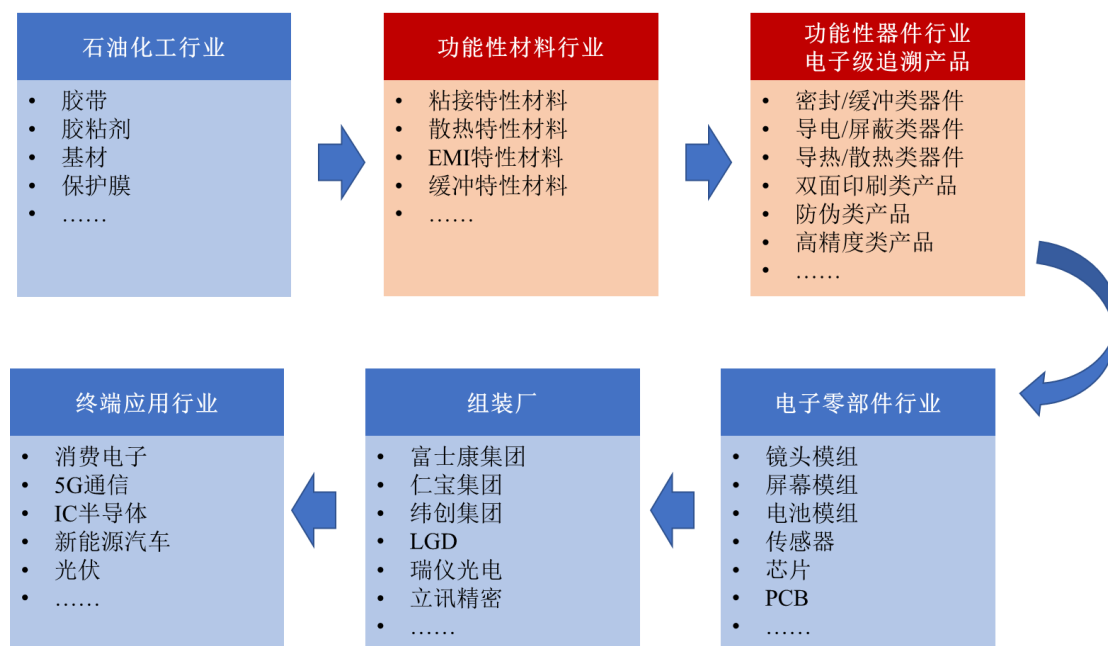 石油化工行业
• 胶带
• 胶粘剂
• 基材
• 保护膜
• ……
功能性材料行业
• 粘接特性材料
• 散热特性材料
• EMI特性材料
• 缓冲特性材料
• ……
功能性器件行业
电子级追溯产品
• 密封/缓冲类器件
• 导电/屏蔽类器件
• 导热/散热类器件
• 双面印刷类产品
• 防伪类产品
• 高精度类产品
• ……
电子零部件行业
• 镜头模组
• 屏幕模组
• 电池模组
• 传感器
• 芯片
• PCB
• ……
组装厂
• 富士康集团
• 仁宝集团
• 纬创集团
• LGD
• 瑞仪光电
• 立讯精密
• ……
终端应用行业
• 消费电子
• 5G通信
• IC半导体
• 新能源汽车
• 光伏
• ……